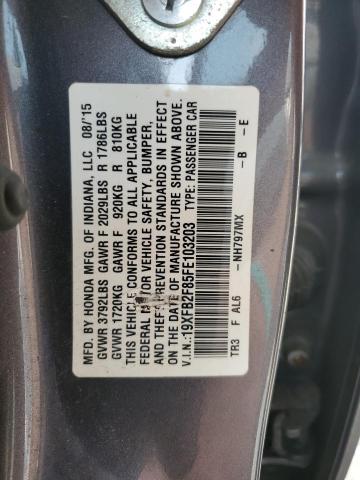 MFD. BY HONDA MFG. OF INDIANA, LLC 08/'15
GVWR 3792LBS GAWR F 2029LBS R 1786LBS
GVWR 1720KG GAWR F 920KG R 810KG
THIS VEHICLE CONFORMS TO ALL APPLICABLE
FEDERAL MOTOR VEHICLE SAFETY, BUMPER,
AND THEFT PREVENTION STANDARDS IN EFFECT
ON THE DATE OF MANUFACTURE SHOWN ABOVE.
V.I.N.:19XFB2F85FE103203 TYPE: PASSENGER CAR
NH797MX -B -E
TR3 F AL6